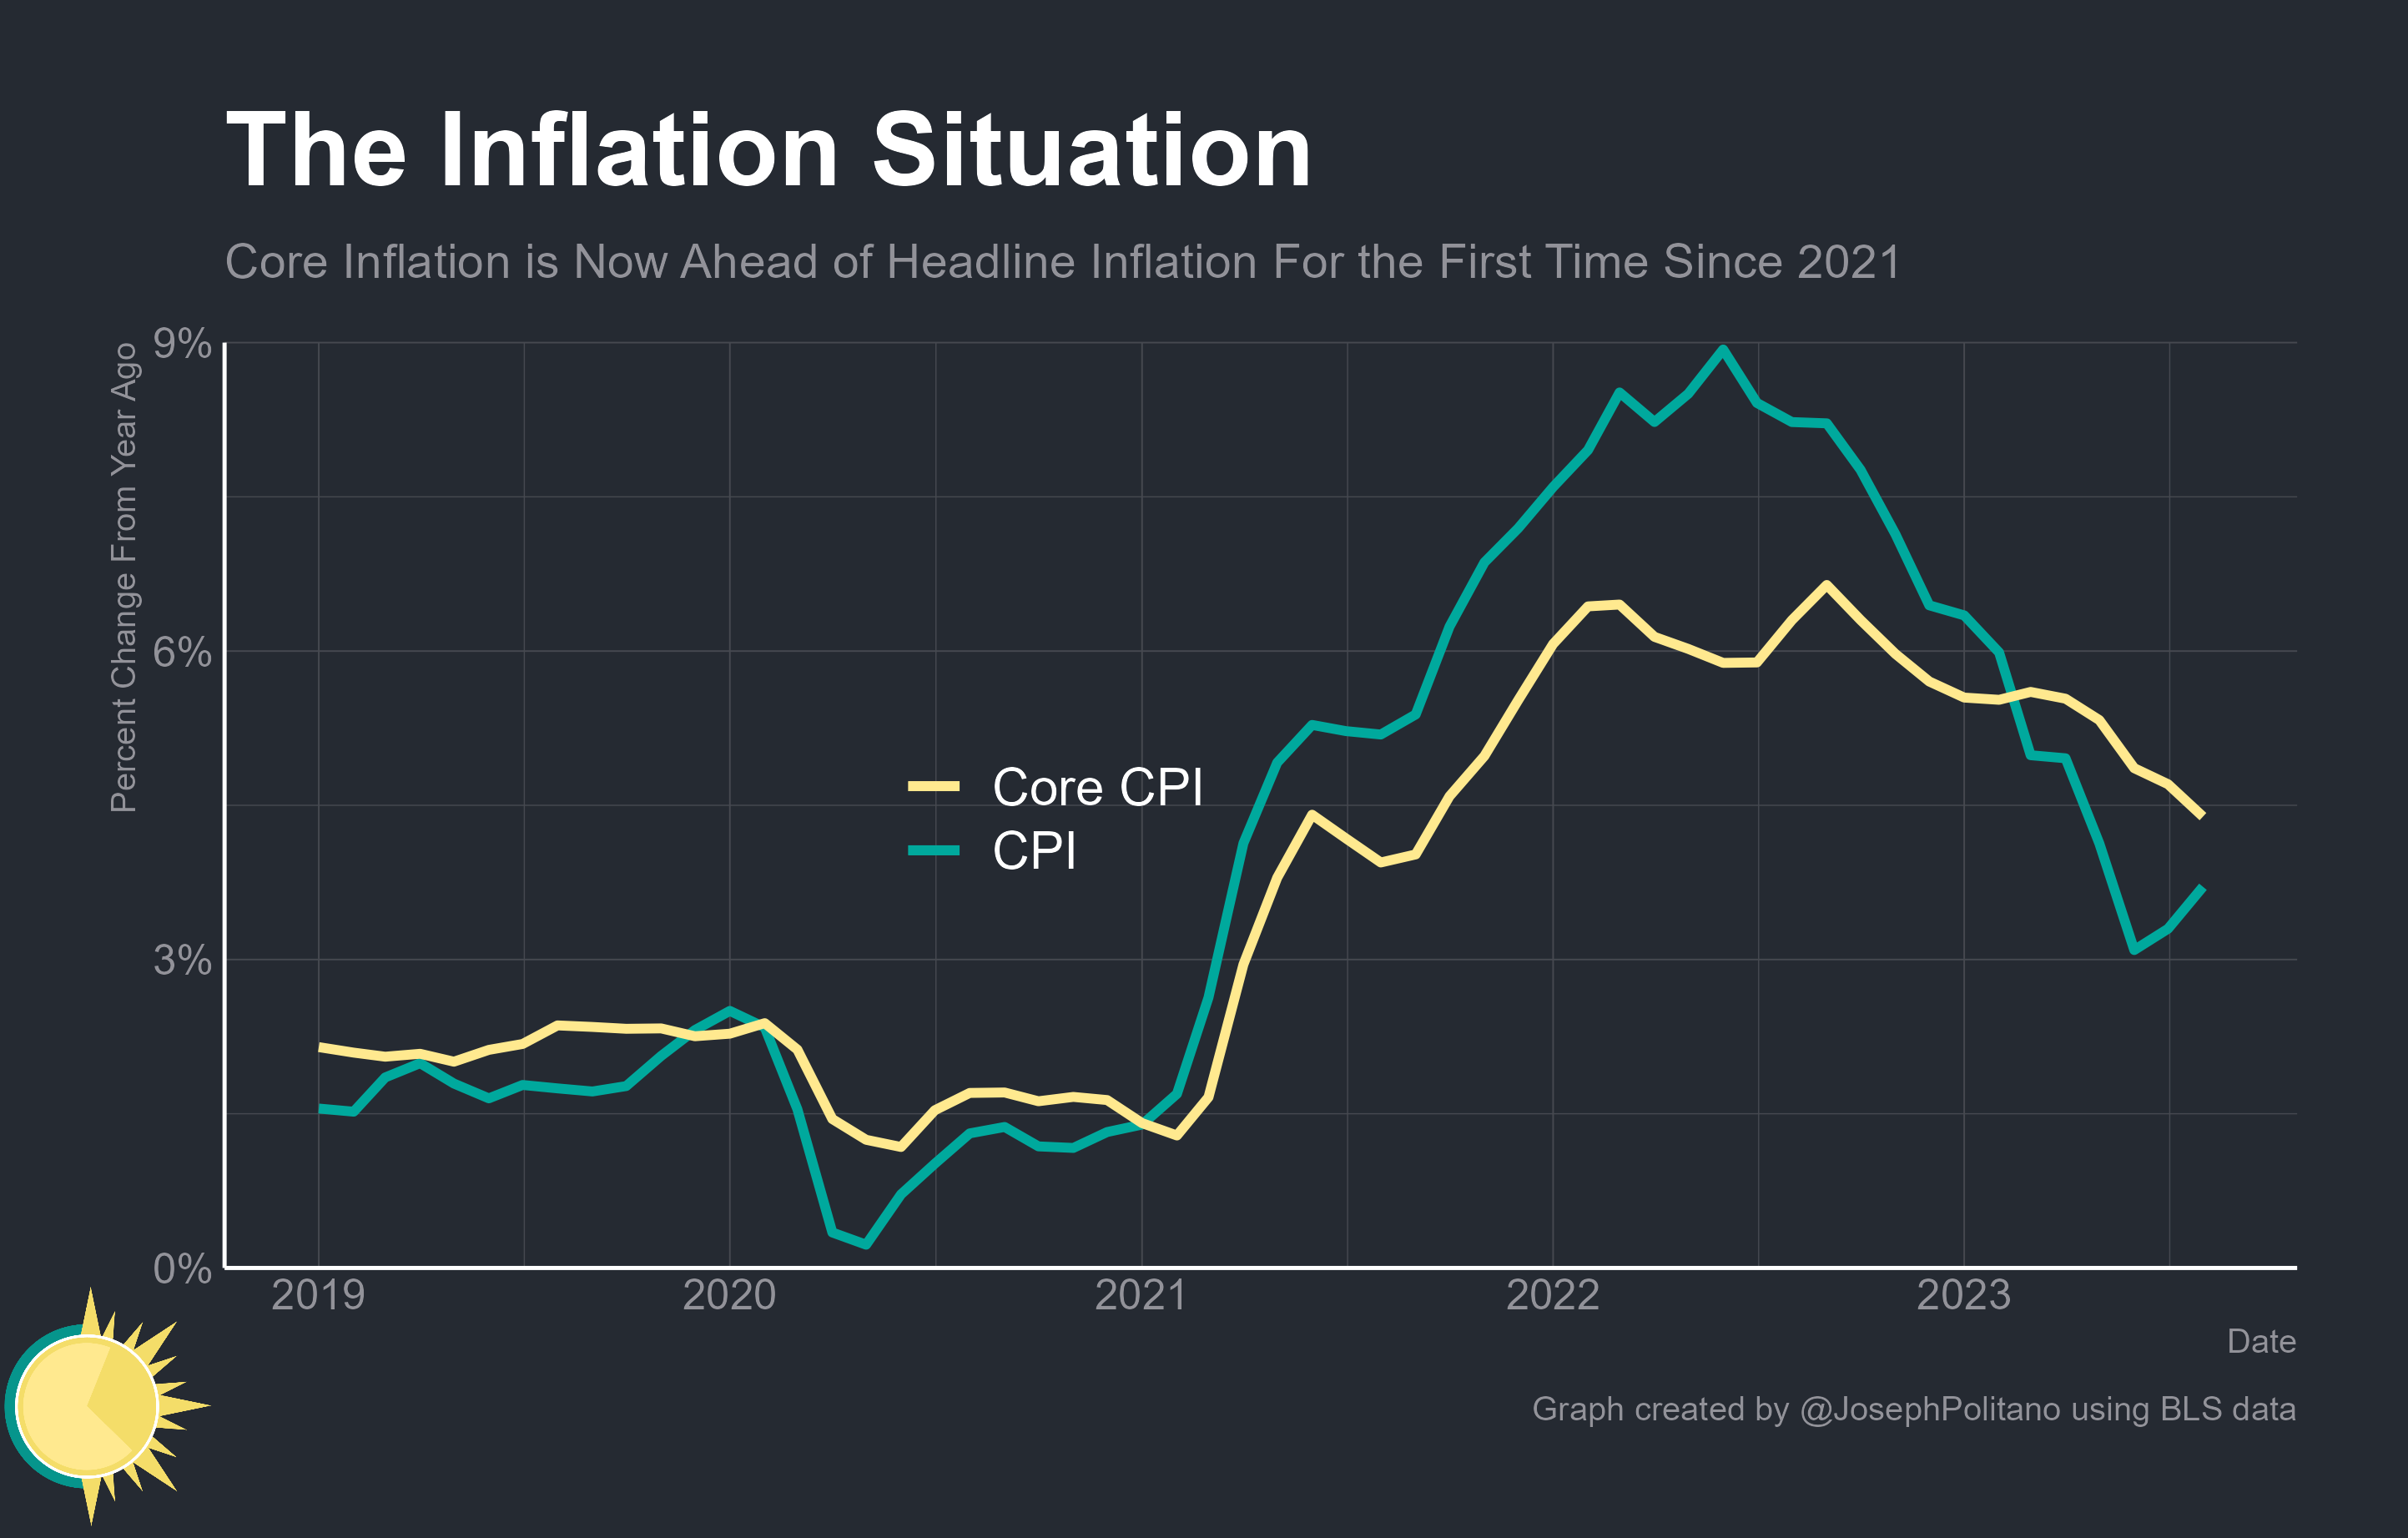 The Inflation Situation
Core Inflation is Now Ahead of Headline Inflation For the First Time Since 2021
Percent Change From Year Ago
9%
6%
3%
0%
Core CPI
CPI
2019
2020
2021
2022
2023
Date
Graph created by @JosephPolitano using BLS data